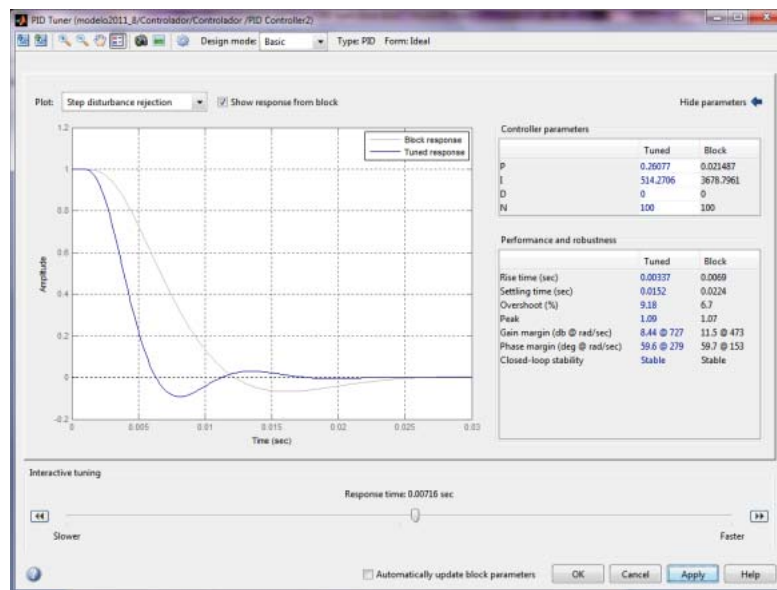 PID Tuner (modelo2011_8/Controlador/Controlador /PID Controller2)
Design mode: Basic Type: PID Form: Ideal
Plot: Step disturbance rejection Show response from block Hide parameters
Block response
Tuned response
1.2
1
0.8
0.6
0.4
0.2
0
-0.2
Amplitude
0 0.005 0.01 0.015 0.02 0.025 0.03
Time (sec)
Controller parameters
Tuned Block
P 0.26077 0.021487
I 514.2706 3678.7961
D 0 0
N 100 100
Performance and robustness
Tuned Block
Rise time (sec) 0.00337 0.0069
Settling time (sec) 0.0152 0.0224
Overshoot (%) 9.18 6.7
Peak 1.09 1.07
Gain margin (db @ rad/sec) 8.44 @ 727 11.5 @ 473
Phase margin (deg @ rad/sec) 59.6 @ 279 59.7 @ 153
Closed-loop stability Stable Stable
Interactive tuning
Response time: 0.00716 sec
Slower Faster
Automatically update block parameters OK Cancel Apply Help